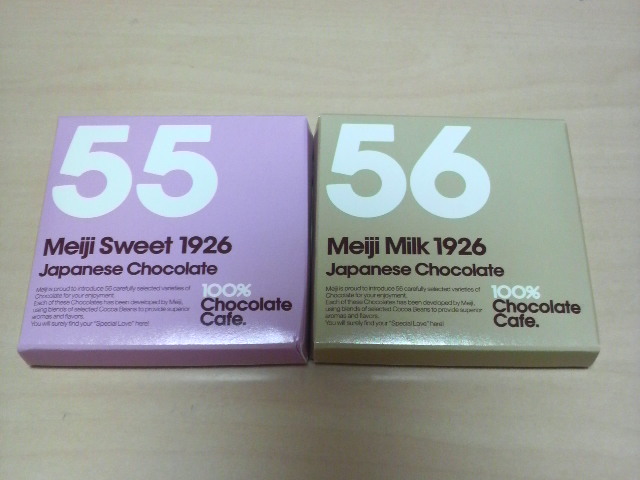 55
Meiji Sweet 1926
Japanese Chocolate
Meiji is proud to introduce 56 carefully selected varieties of
Chocolate for your enjoyment.
Each of these Chocolates has been developed by Meiji,
using blends of selected Cocoa Beans to provide superior
aromas and flavors.
You will surely find your "Special Love" here!
100%
Chocolate
Cafe.
56
Meiji Milk 1926
Japanese Chocolate
Meiji is proud to introduce 56 carefully selected varieties of
Chocolate for your enjoyment.
Each of these Chocolates has been developed by Meiji,
using blends of selected Cocoa Beans to provide superior
aromas and flavors.
You will surely find your "Special Love" here!
100%
Chocolate
Cafe.